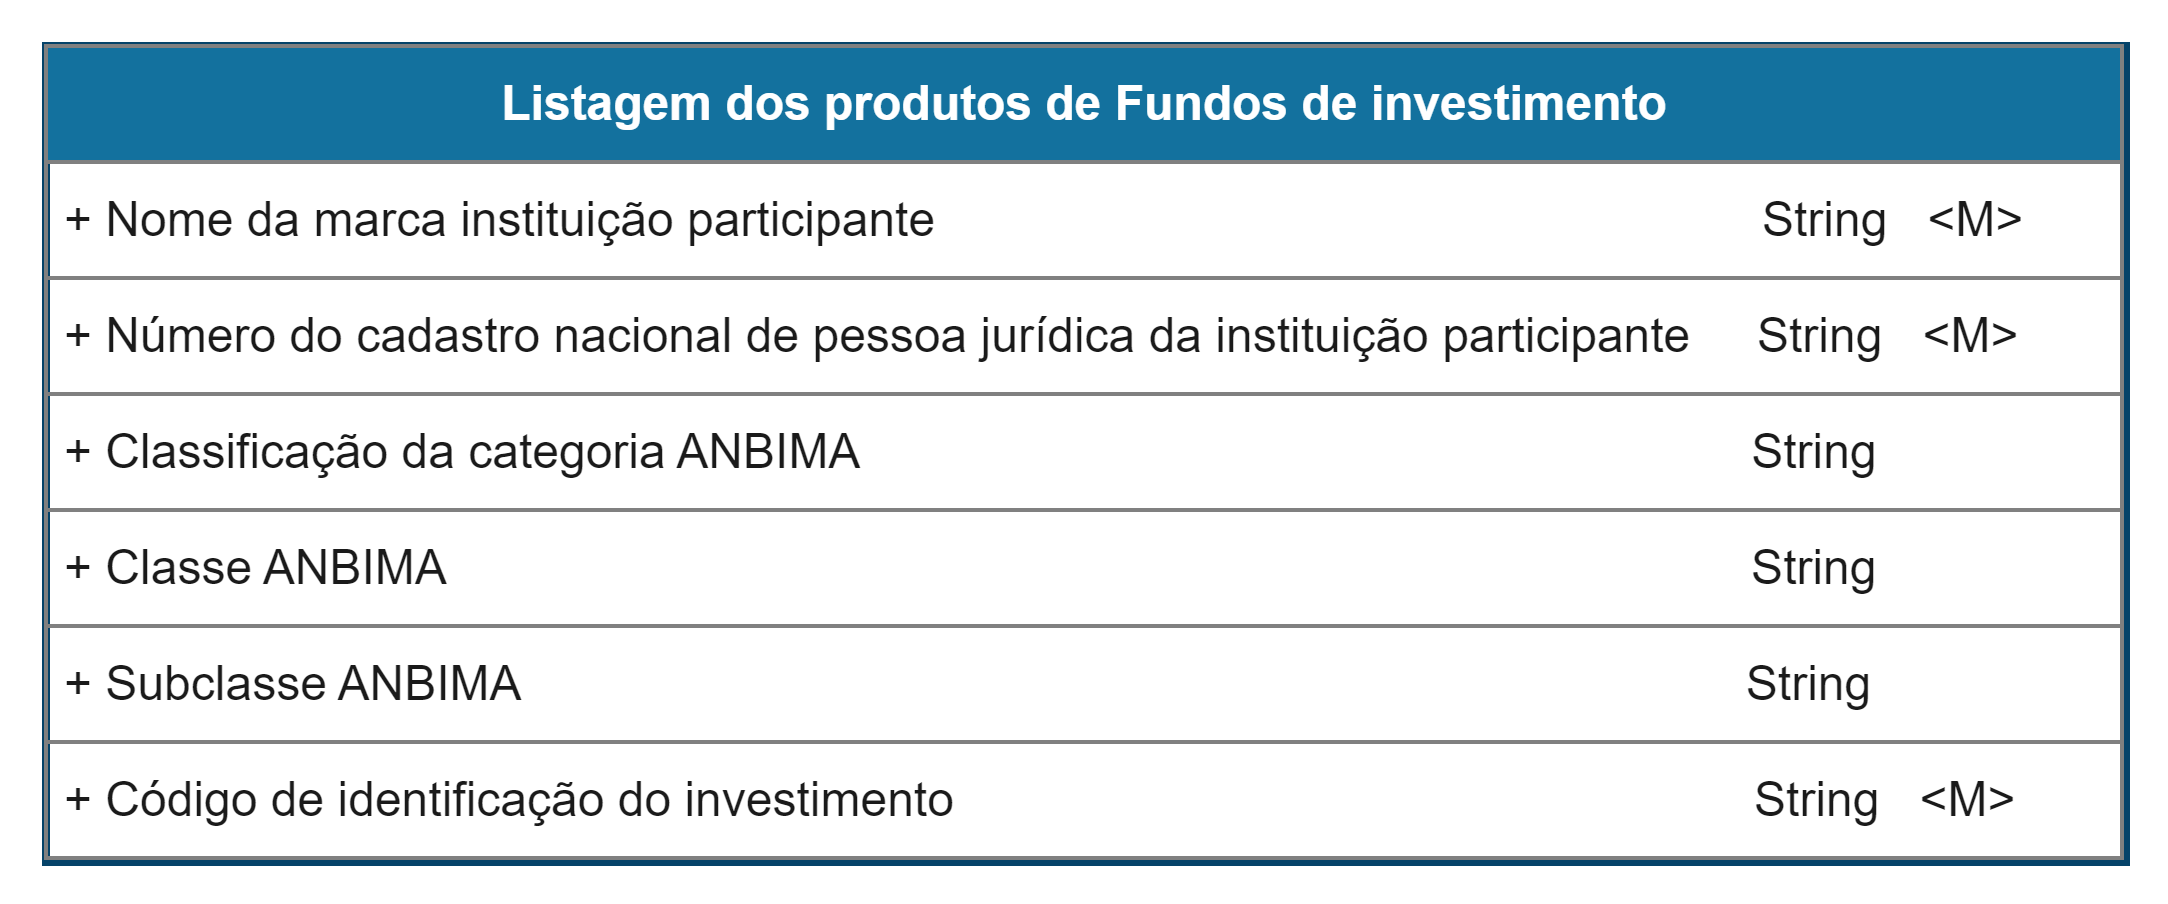 Listagem dos produtos de Fundos de investimento
+ Nome da marca instituição participante String <M>
+ Número do cadastro nacional de pessoa jurídica da instituição participante String <M>
+ Classificação da categoria ANBIMA String
+ Classe ANBIMA String
+ Subclasse ANBIMA String
+ Código de identificação do investimento String <M>